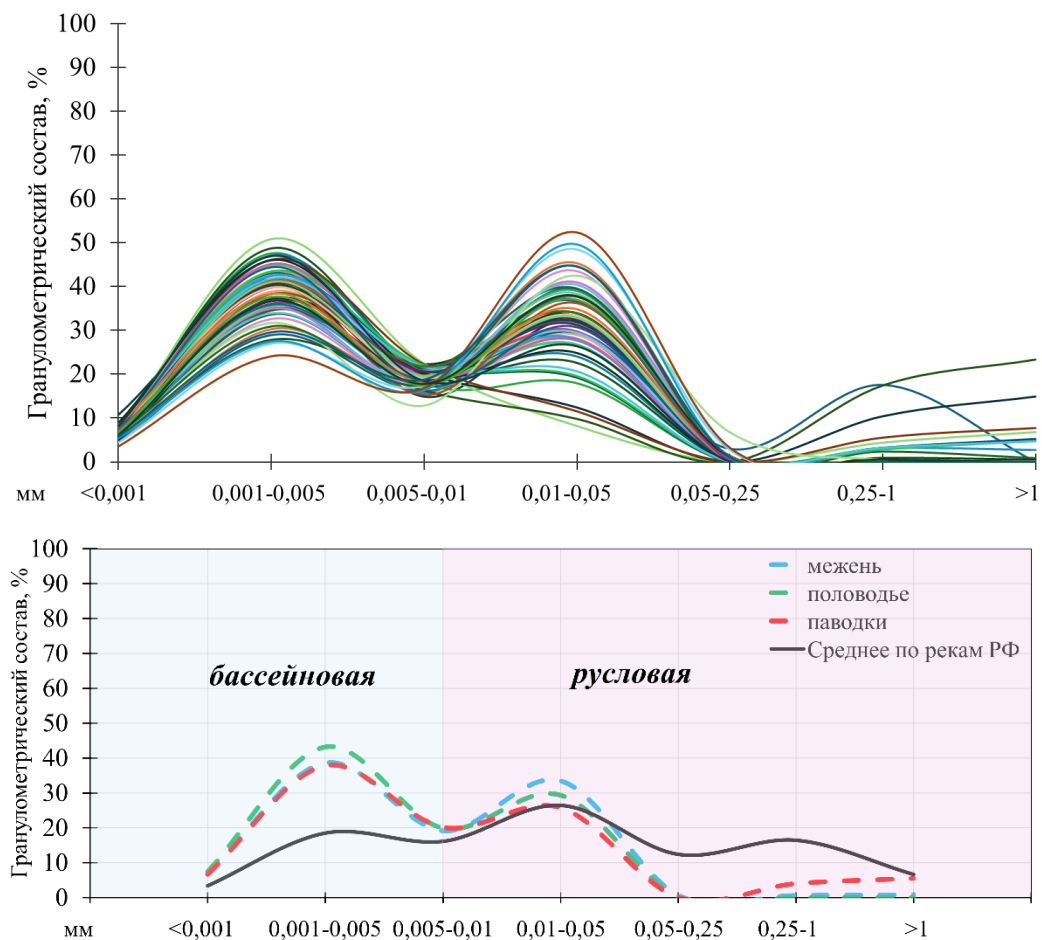 Гранулометрический состав, %
100
90
80
70
60
50
40
30
20
10
0
мм <0,001 0,001-0,005 0,005-0,01 0,01-0,05 0,05-0,25 0,25-1 >1
Гранулометрический состав, %
100
90
80
70
60
50
40
30
20
10
0
межень
половодье
паводки
Среднее по рекам РФ
бассейновая русловая
мм <0,001 0,001-0,005 0,005-0,01 0,01-0,05 0,05-0,25 0,25-1 >1